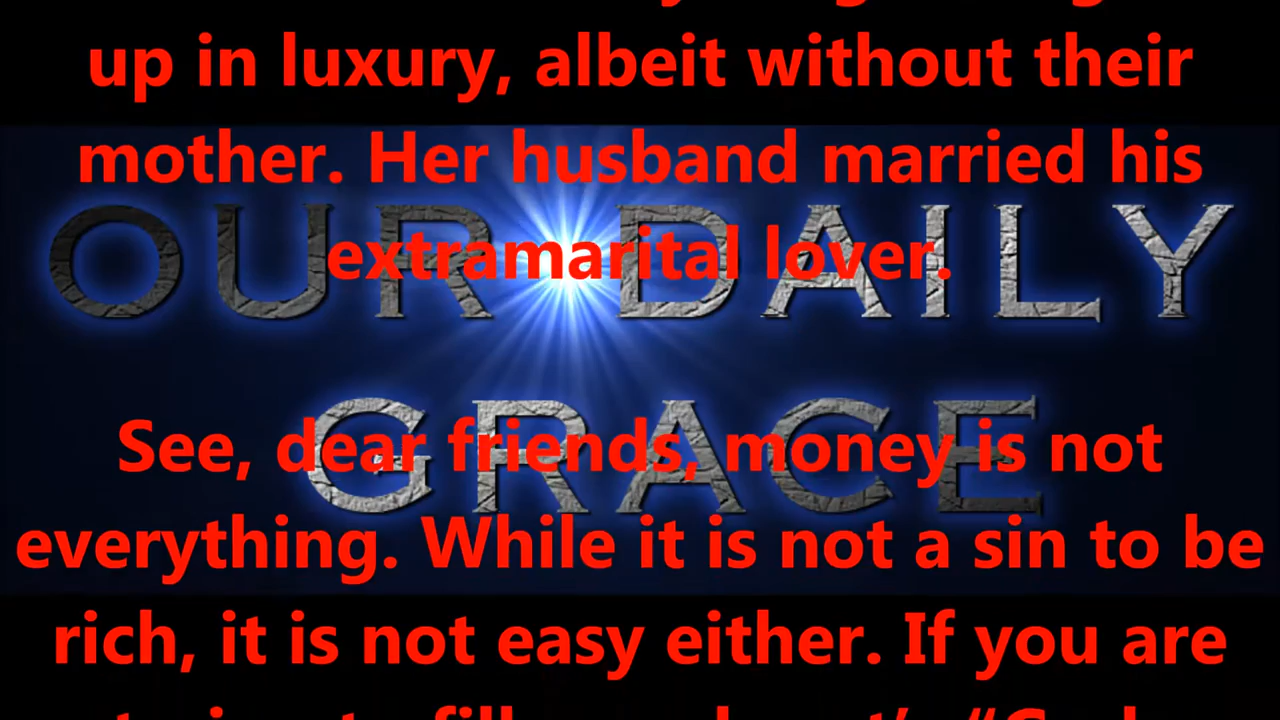 up in luxury, albeit without their
mother. Her husband married his
OUR DAILY
extramarital lover.
GRACE
See, dear friends, money is not
everything. While it is not a sin to be
rich, it is not easy either. If you are